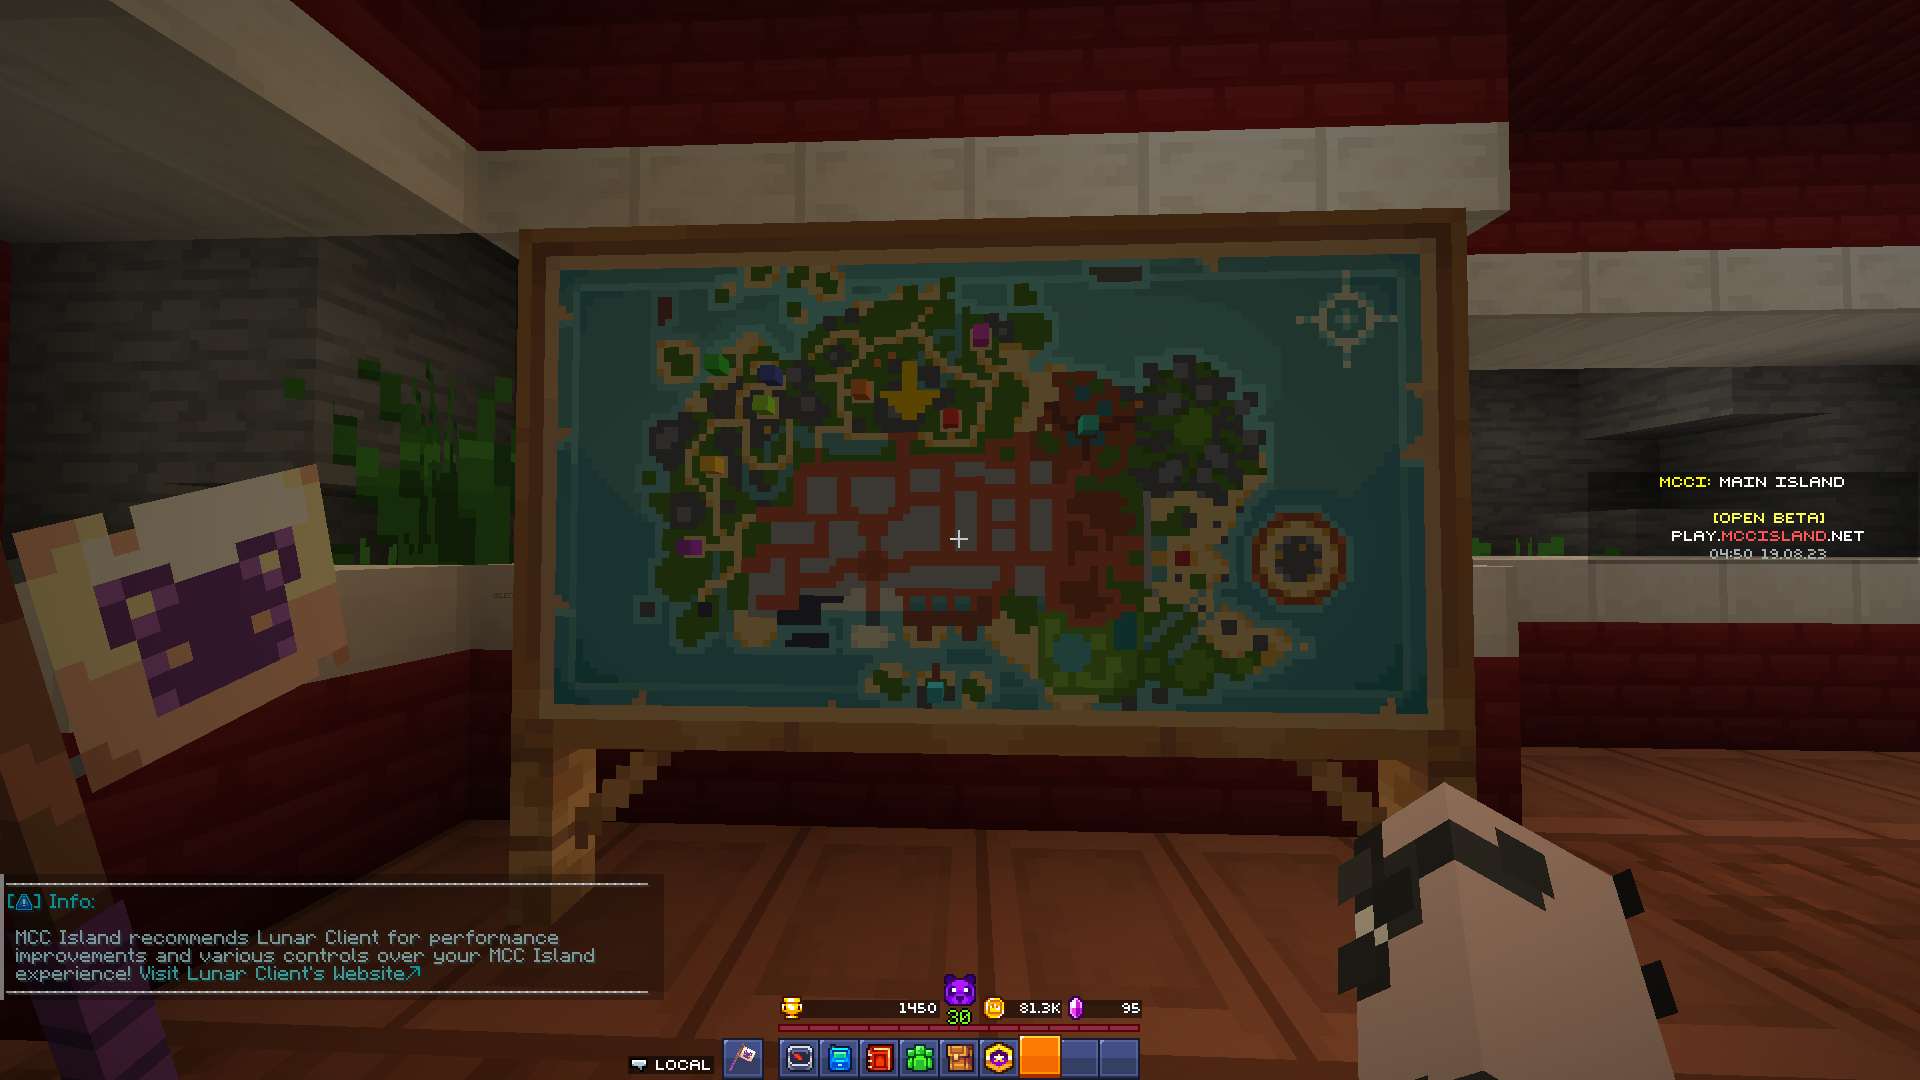 MCCI: MAIN ISLAND
[OPEN BETA]
PLAY.MCCISLAND.NET
04:50 19.08.23
[⚠] Info:
MCC Island recommends Lunar Client for performance
improvements and various controls over your MCC Island
experience! Visit Lunar Client's Website↗
1450
30
81.3K
95
LOCAL